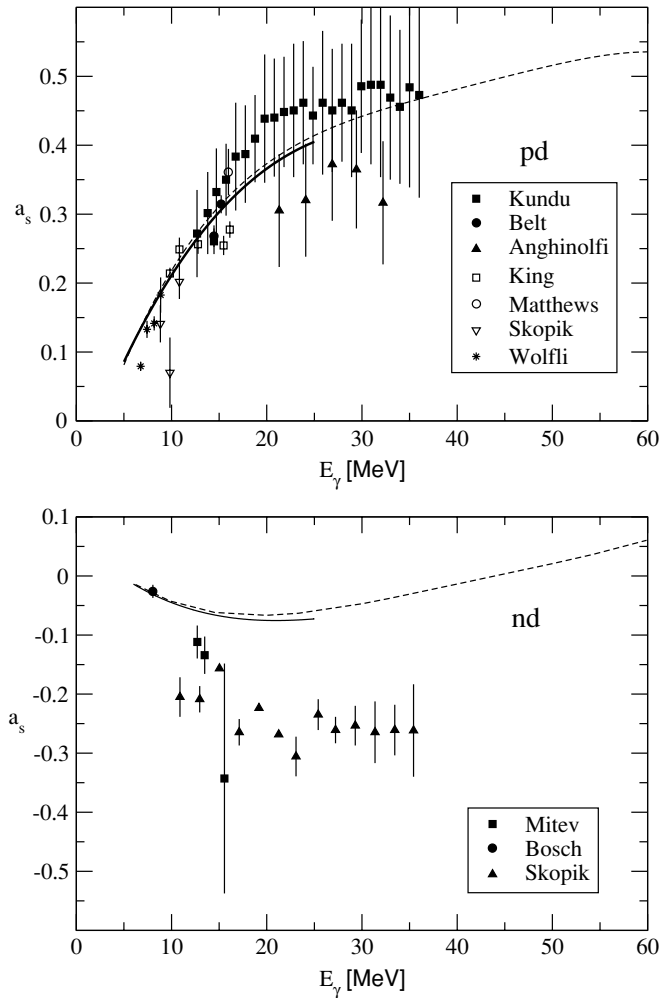 0.5
0.4
0.3
0.2
0.1
0
a_s
pd
Kundu
Belt
Anghinolfi
King
Matthews
Skopik
Wolfli
0 10 20 30 40 50 60
E_γ [MeV]
0.1
0
-0.1
-0.2
-0.3
-0.4
-0.5
a_s
nd
Mitev
Bosch
Skopik
0 10 20 30 40 50 60
E_γ [MeV]